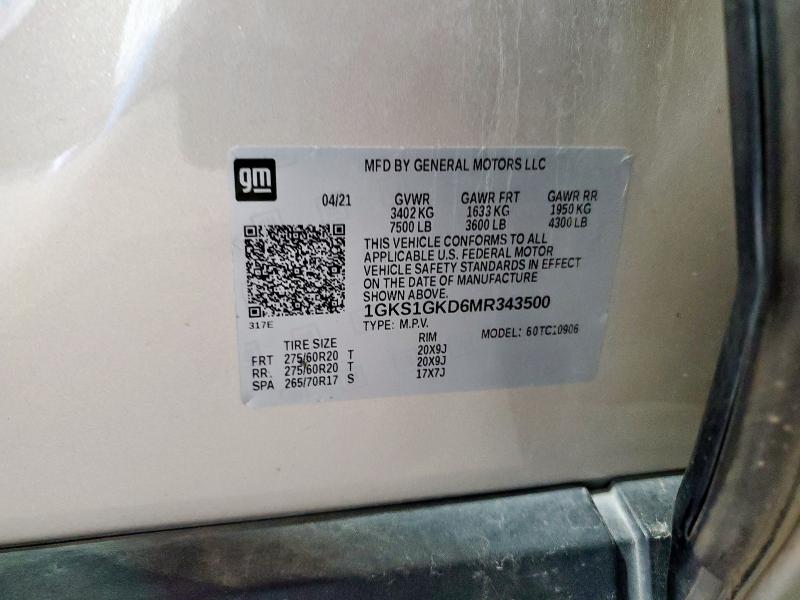 gm
MFD BY GENERAL MOTORS LLC
04/21 GVWR GAWR FRT GAWR RR
3402 KG 1633 KG 1950 KG
7500 LB 3600 LB 4300 LB
THIS VEHICLE CONFORMS TO ALL
APPLICABLE U.S. FEDERAL MOTOR
VEHICLE SAFETY STANDARDS IN EFFECT
ON THE DATE OF MANUFACTURE
SHOWN ABOVE.
1GKS1GKD6MR343500
317E
TYPE: M.P.V. MODEL: 60TC10906
TIRE SIZE RIM
FRT 275/60R20 T 20X9J
RR. 275/60R20 T 20X9J
SPA 265/70R17 S 17X7J